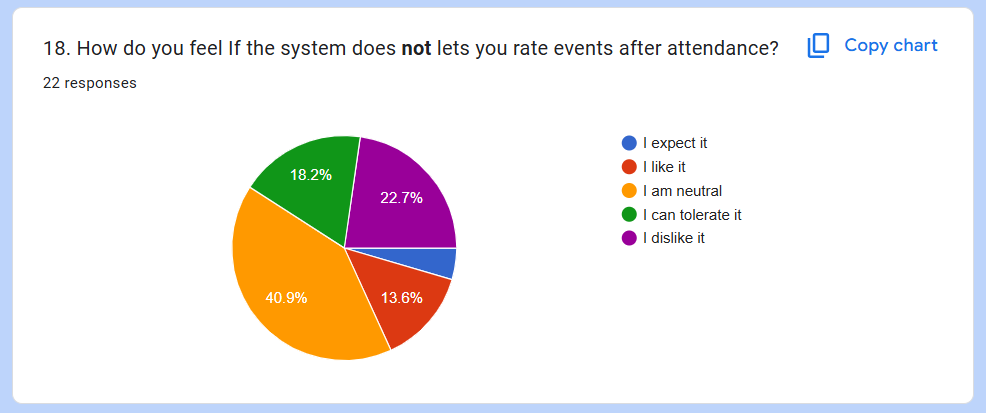 18. How do you feel If the system does not lets you rate events after attendance?
Copy chart
22 responses
18.2%
22.7%
40.9%
13.6%
I expect it
I like it
I am neutral
I can tolerate it
I dislike it